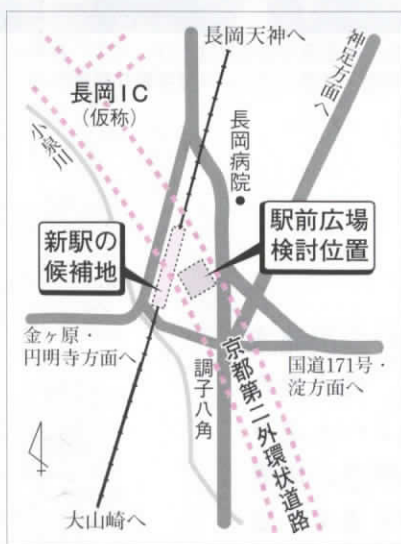 長岡天神へ
神足方面へ
長岡IC
(仮称)
小泉川
長岡病院
新駅の
候補地
駅前広場
検討位置
金ヶ原・
円明寺方面へ
調子八角
京都第二外環状道路
国道171号・
淀方面へ
大山崎へ